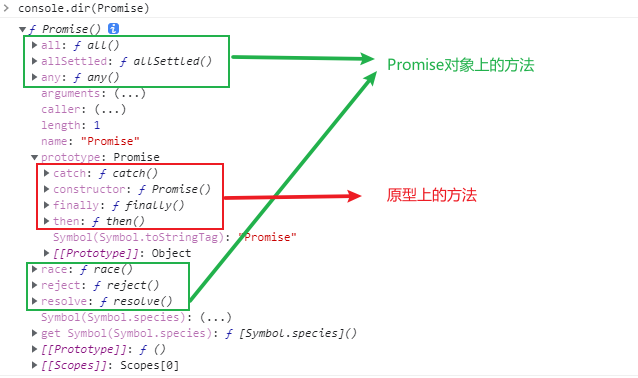 console.dir(Promise)
ƒ Promise() i
all: ƒ all()
allSettled: ƒ allSettled()
any: ƒ any()
arguments: (...)
caller: (...)
length: 1
name: "Promise"
prototype: Promise
catch: ƒ catch()
constructor: ƒ Promise()
finally: ƒ finally()
then: ƒ then()
Symbol(Symbol.toStringTag): "Promise"
[[Prototype]]: Object
race: ƒ race()
reject: ƒ reject()
resolve: ƒ resolve()
Symbol(Symbol.species): (...)
get Symbol(Symbol.species): ƒ [Symbol.species]()
[[Prototype]]: ƒ ()
[[Scopes]]: Scopes[0]
Promise对象上的方法
原型上的方法